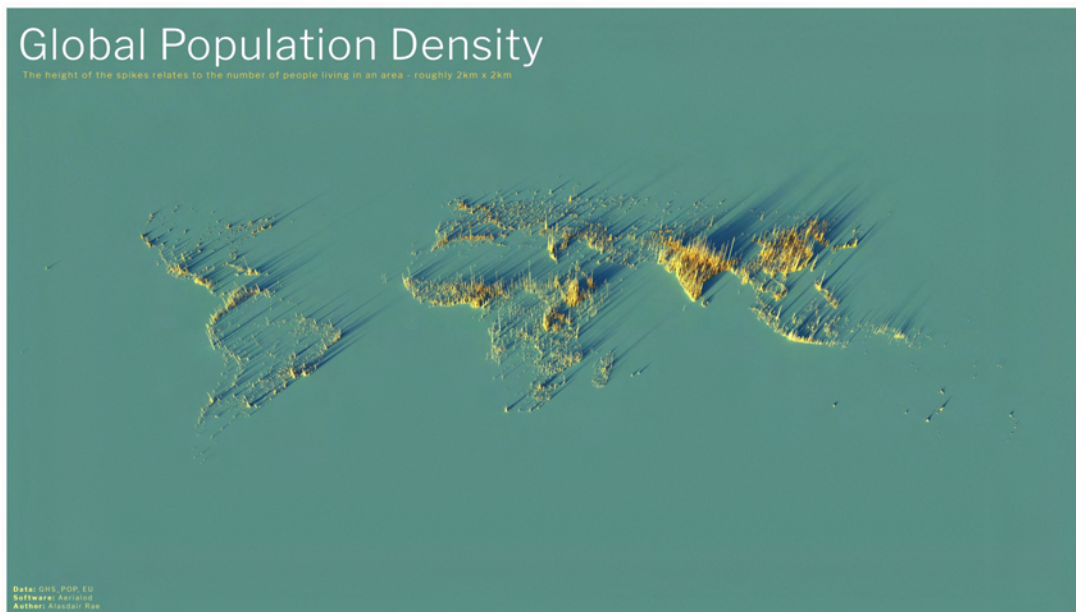 Global Population Density
The height of the spikes relates to the number of people living in an area - roughly 2km x 2km
Data: GHS_POP, EU
Software: Aerialod
Author: Alasdair Rae